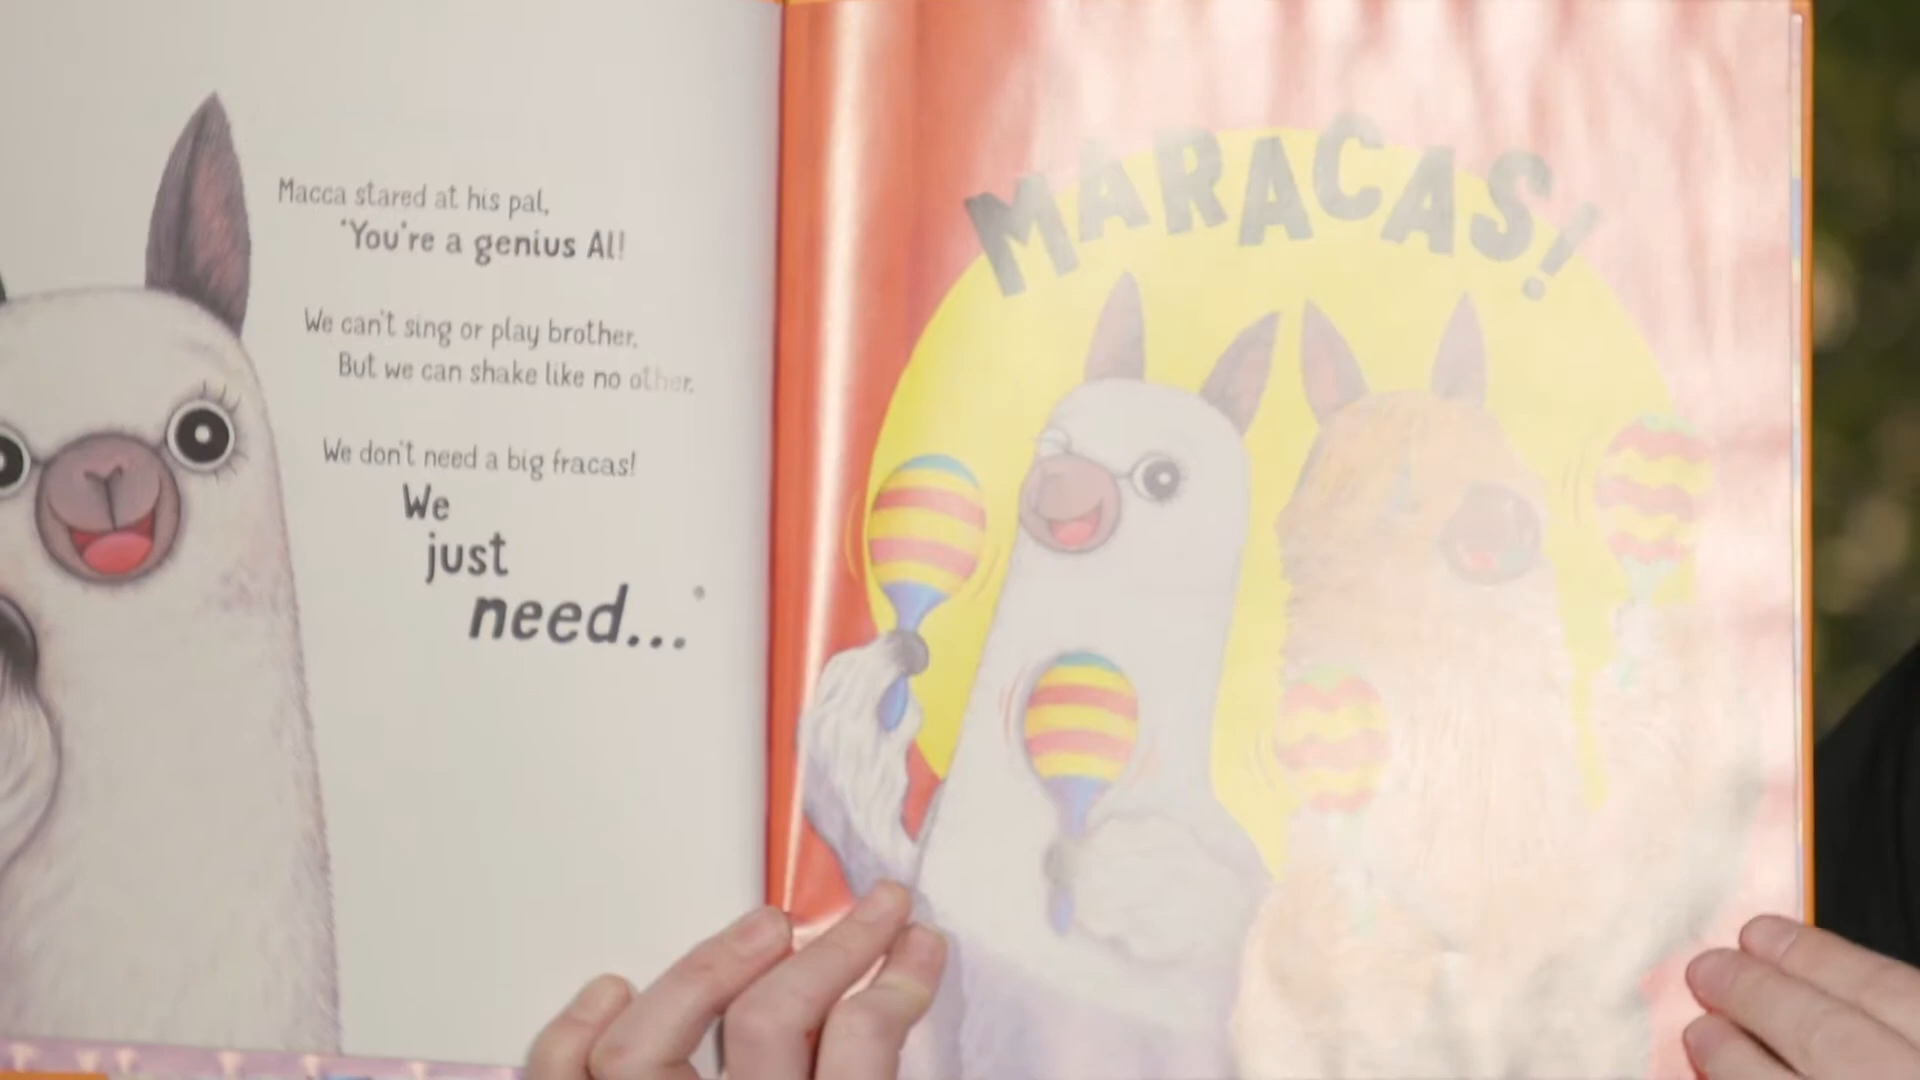 Macca stared at his pal,
'You're a genius Al!
We can't sing or play brother,
But we can shake like no other,
We don't need a big fracas!
We
just
need...'
MARACAS!